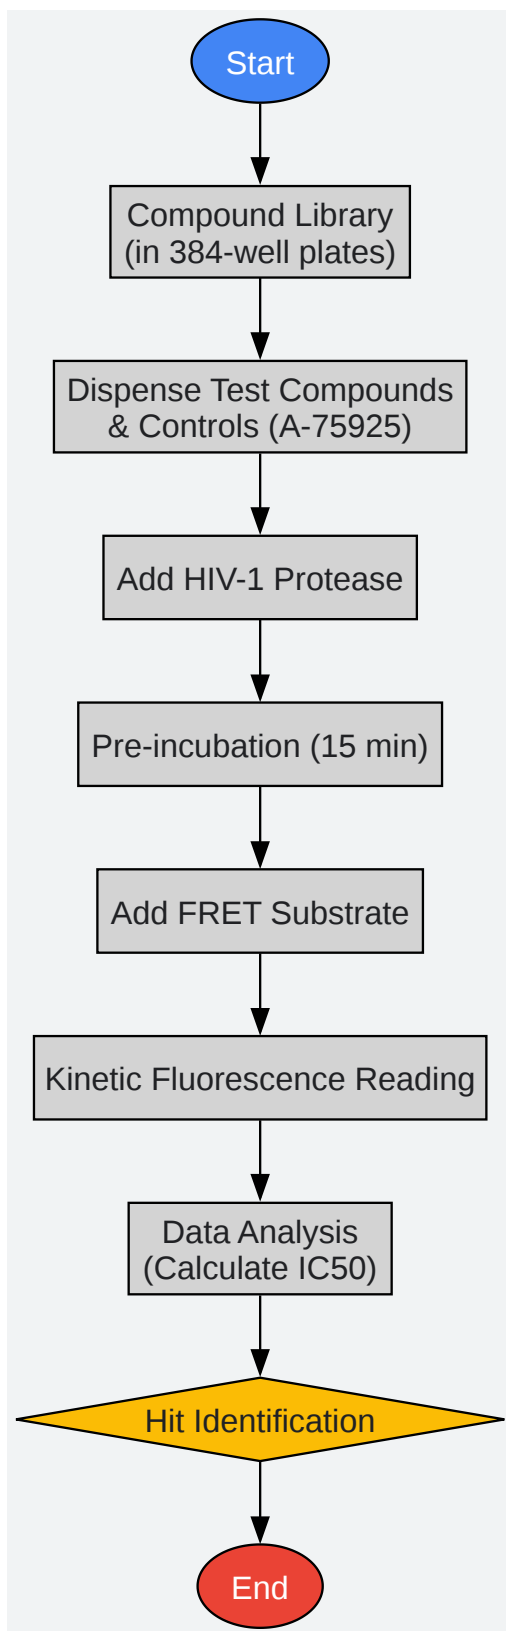 Start
Compound Library
(in 384-well plates)
Dispense Test Compounds
& Controls (A-75925)
Add HIV-1 Protease
Pre-incubation (15 min)
Add FRET Substrate
Kinetic Fluorescence Reading
Data Analysis
(Calculate IC50)
Hit Identification
End